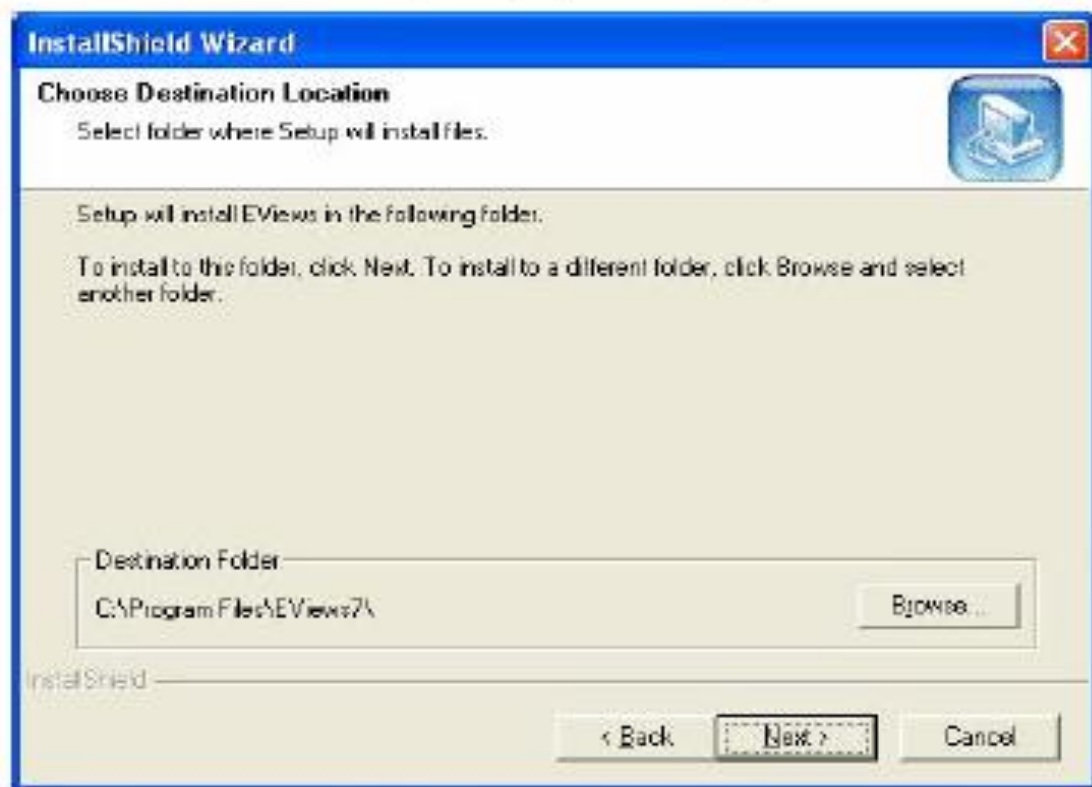 InstallShield Wizard
Choose Destination Location
Select folder where Setup will install files.
Setup will install EViews in the following folder.
To install to this folder, click Next. To install to a different folder, click Browse and select
another folder.
Destination Folder
C:\Program Files\EViews7\
Browse...
InstallShield
< Back
Next >
Cancel